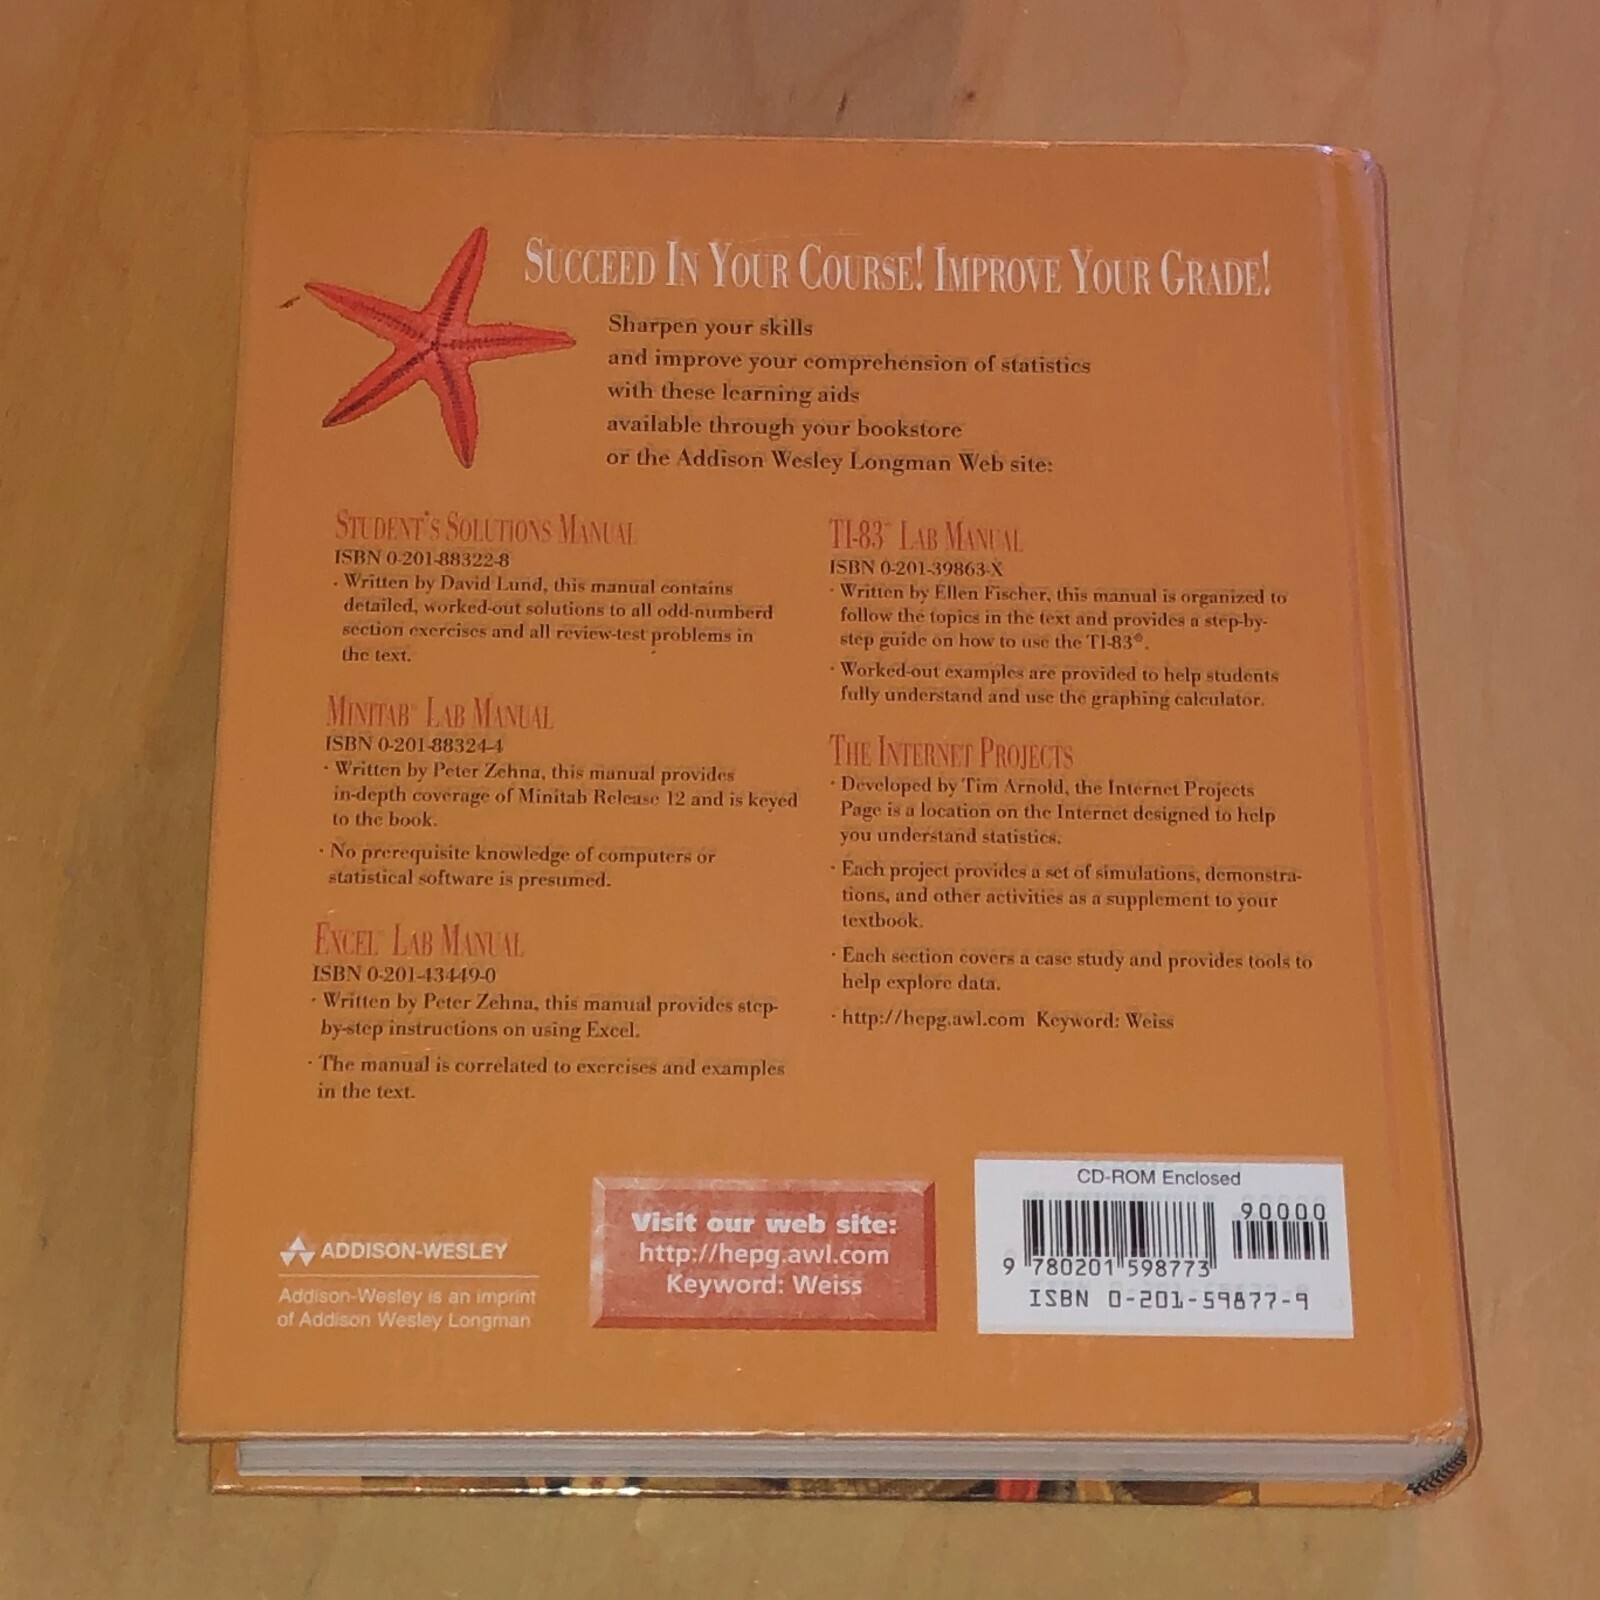 SUCCEED IN YOUR COURSE! IMPROVE YOUR GRADE!
Sharpen your skills
and improve your comprehension of statistics
with these learning aids
available through your bookstore
or the Addison Wesley Longman Web site:
STUDENT'S SOLUTIONS MANUAL
ISBN 0-201-88322-8
· Written by David Lund, this manual contains
detailed, worked-out solutions to all odd-numberd
section exercises and all review-test problems in
the text.
MINITAB™ LAB MANUAL
ISBN 0-201-88324-4
· Written by Peter Zehna, this manual provides
in-depth coverage of Minitab Release 12 and is keyed
to the book.
· No prerequisite knowledge of computers or
statistical software is presumed.
EXCEL™ LAB MANUAL
ISBN 0-201-43449-0
· Written by Peter Zehna, this manual provides step-
by-step instructions on using Excel.
· The manual is correlated to exercises and examples
in the text.
TI-83™ LAB MANUAL
ISBN 0-201-39863-X
· Written by Ellen Fischer, this manual is organized to
follow the topics in the text and provides a step-by-
step guide on how to use the TI-83®.
· Worked-out examples are provided to help students
fully understand and use the graphing calculator.
THE INTERNET PROJECTS
· Developed by Tim Arnold, the Internet Projects
Page is a location on the Internet designed to help
you understand statistics.
· Each project provides a set of simulations, demonstra-
tions, and other activities as a supplement to your
textbook.
· Each section covers a case study and provides tools to
help explore data.
· http://hepg.awl.com Keyword: Weiss
ADDISON-WESLEY
Addison-Wesley is an imprint
of Addison Wesley Longman
Visit our web site:
http://hepg.awl.com
Keyword: Weiss
CD-ROM Enclosed
90000
9 780201 598773
ISBN 0-201-59877-9